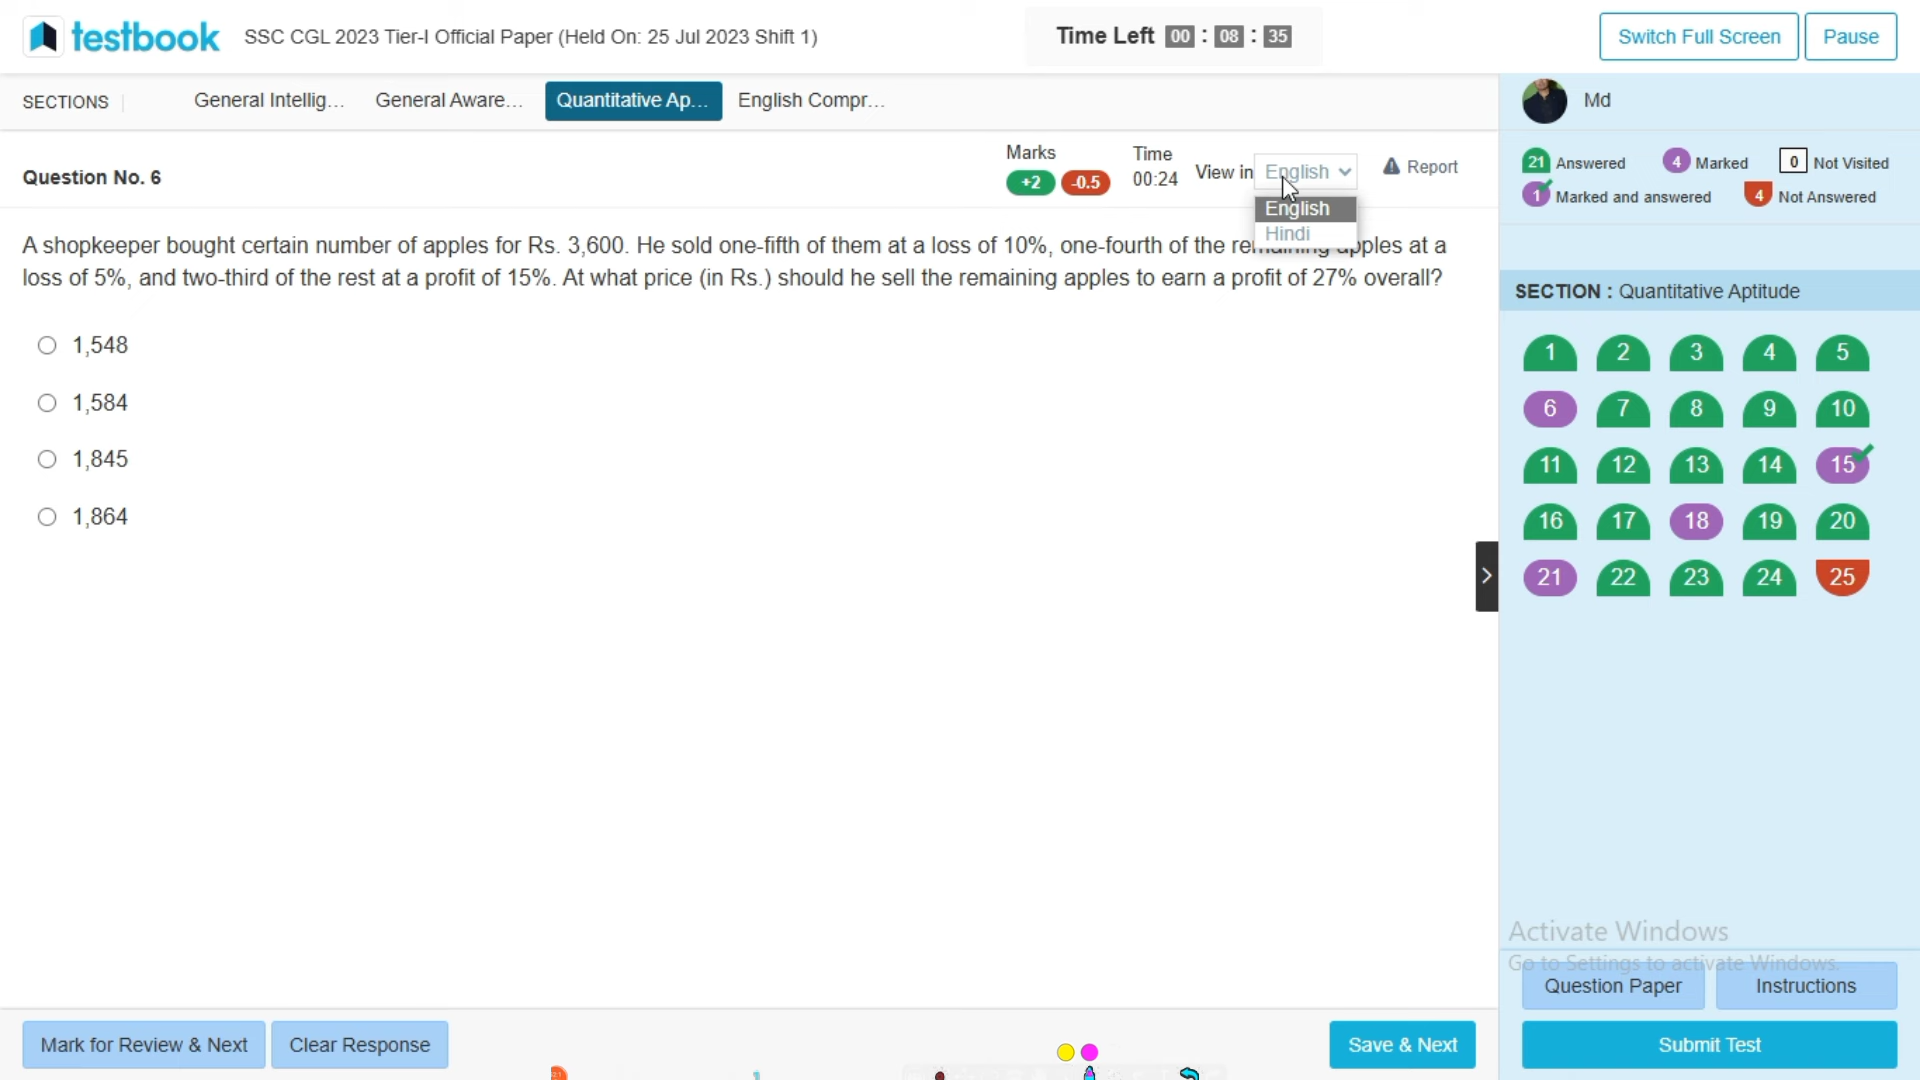 testbook SSC CGL 2023 Tier-I Official Paper (Held On: 25 Jul 2023 Shift 1) Time Left 00 : 08 : 35 Switch Full Screen Pause
SECTIONS General Intellig... General Aware... Quantitative Ap... English Compr... Md
Question No. 6 Marks +2 -0.5 Time 00:24 View in English Report
English
Hindi
21 Answered 4 Marked 0 Not Visited
1 Marked and answered 4 Not Answered
A shopkeeper bought certain number of apples for Rs. 3,600. He sold one-fifth of them at a loss of 10%, one-fourth of the apples at a
loss of 5%, and two-third of the rest at a profit of 15%. At what price (in Rs.) should he sell the remaining apples to earn a profit of 27% overall?
1,548
1,584
1,845
1,864
SECTION : Quantitative Aptitude
1 2 3 4 5
6 7 8 9 10
11 12 13 14 15
16 17 18 19 20
21 22 23 24 25
Activate Windows
Go to Settings to activate Windows.
Question Paper Instructions
Mark for Review & Next Clear Response Save & Next Submit Test